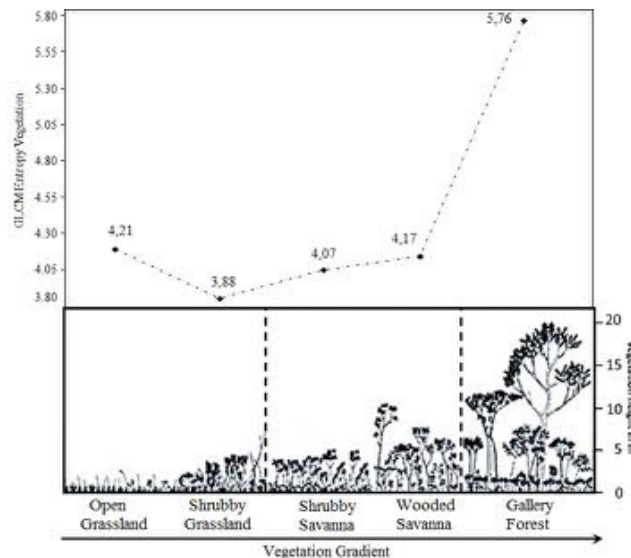 GLCM Entropy Vegetation
5.80
5.55
5.30
5.05
4.80
4.55
4.30
4.05
3.80
4,21
3,88
4,07
4,17
5,76
20
15
10
5
0
Open
Grassland
Shrubby
Grassland
Shrubby
Savanna
Wooded
Savanna
Gallery
Forest
Vegetation Gradient